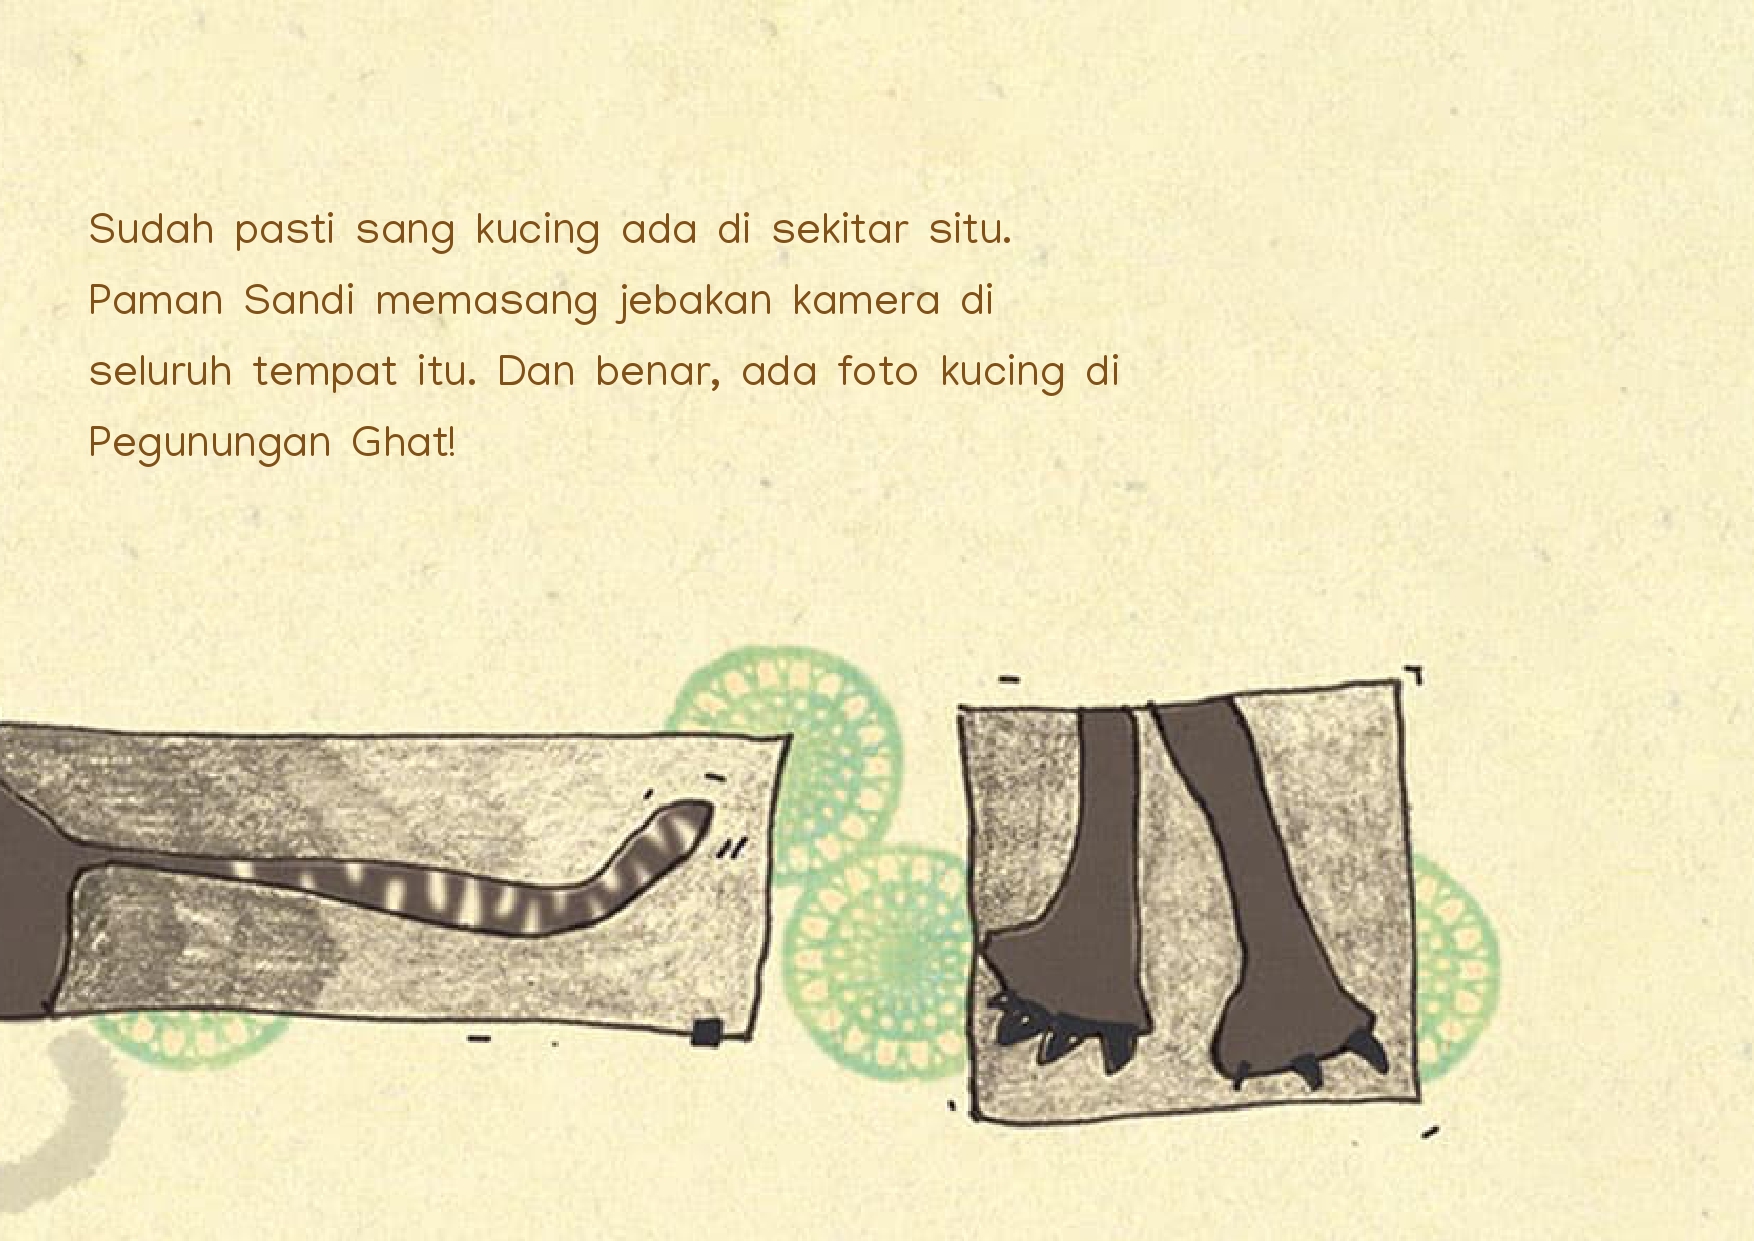 Sudah pasti sang kucing ada di sekitar situ.
Paman Sandi memasang jebakan kamera di
seluruh tempat itu. Dan benar, ada foto kucing di
Pegunungan Ghat!